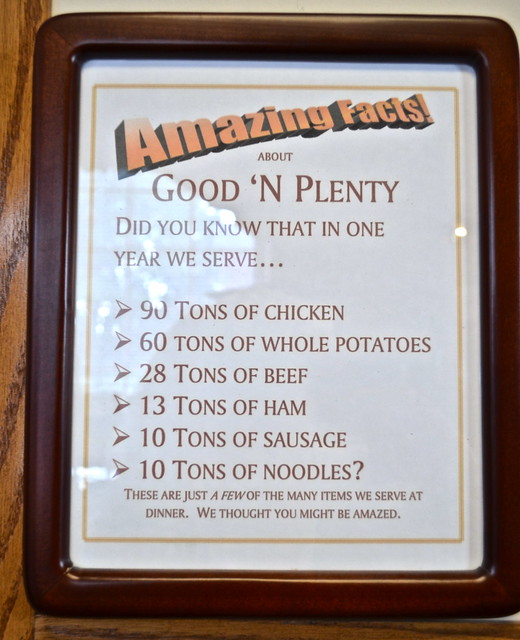 Amazing Facts!
ABOUT
GOOD 'N PLENTY
DID YOU KNOW THAT IN ONE
YEAR WE SERVE...
➢ 90 TONS OF CHICKEN
➢ 60 TONS OF WHOLE POTATOES
➢ 28 TONS OF BEEF
➢ 13 TONS OF HAM
➢ 10 TONS OF SAUSAGE
➢ 10 TONS OF NOODLES?
THESE ARE JUST A FEW OF THE MANY ITEMS WE SERVE AT
DINNER. WE THOUGHT YOU MIGHT BE AMAZED.